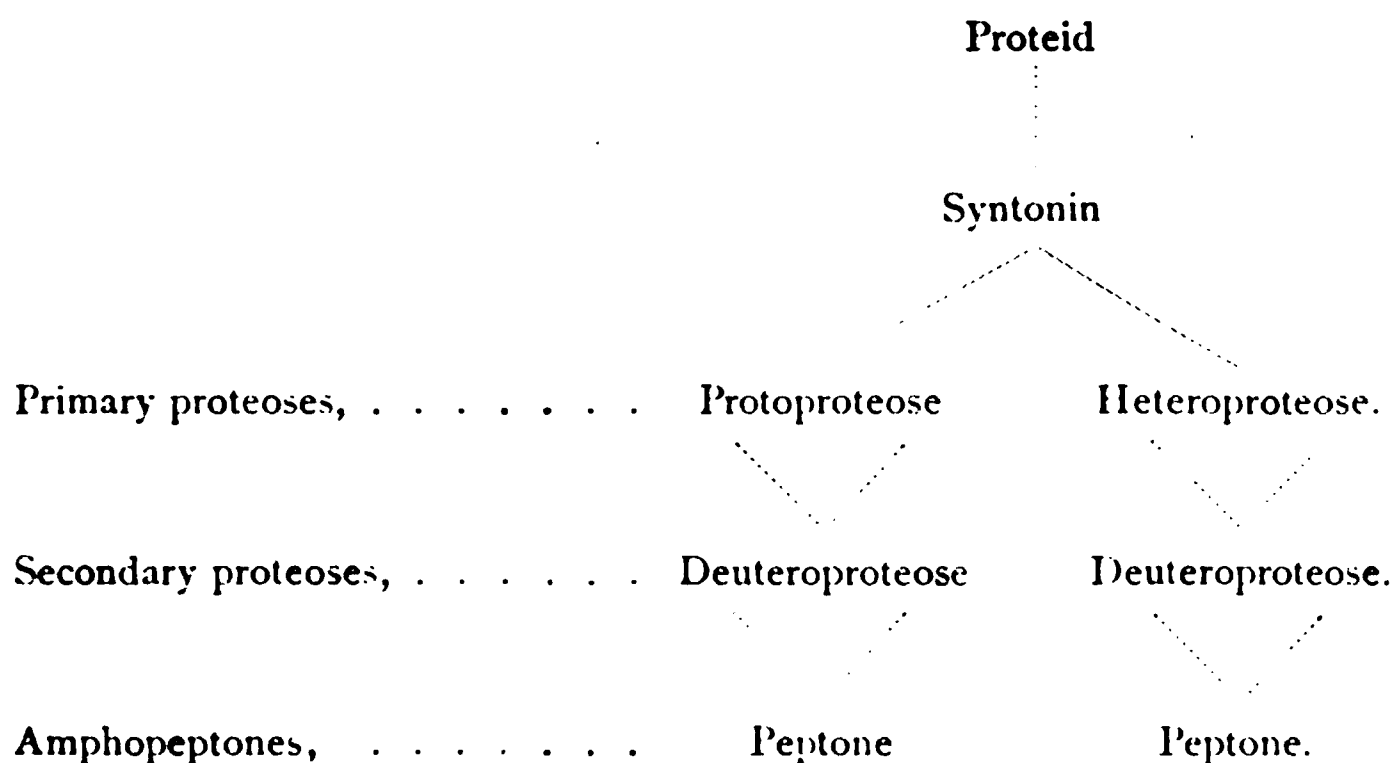 Proteid
Syntonin
Primary proteoses, . . . . . . . Protoproteose Heteroproteose.
Secondary proteoses, . . . . . . Deuteroproteose Deuteroproteose.
Amphopeptones, . . . . . . . Peptone Peptone.